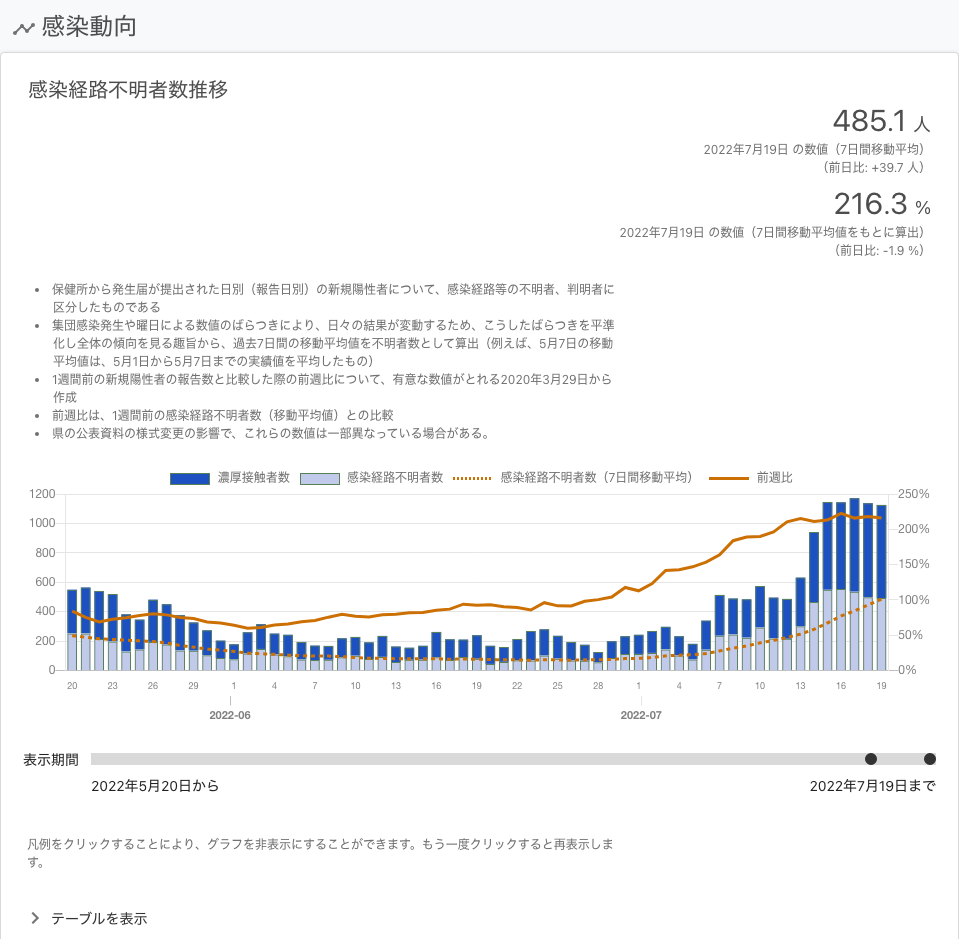 感染動向
感染経路不明者数推移
485.1 人
2022年7月19日 の数値（7日間移動平均）
（前日比: +39.7 人）
216.3 %
2022年7月19日 の数値（7日間移動平均値をもとに算出）
（前日比: -1.9 %）
• 保健所から発生届が提出された日別（報告日別）の新規陽性者について、感染経路等の不明者、判明者に
区分したものである
• 集団感染発生や曜日による数値のばらつきにより、日々の結果が変動するため、こうしたばらつきを平準
化し全体の傾向を見る趣旨から、過去7日間の移動平均値を不明者数として算出（例えば、5月7日の移動
平均値は、5月1日から5月7日までの実績値を平均したもの）
• 1週間前の新規陽性者の報告数と比較した際の前週比について、有意な数値がとれる2020年3月29日から
作成
• 前週比は、1週間前の感染経路不明者数（移動平均値）との比較
• 県の公表資料の様式変更の影響で、これらの数値は一部異なっている場合がある。
濃厚接触者数 感染経路不明者数 感染経路不明者数（7日間移動平均） 前週比
1200 250%
1000 200%
800 150%
600 100%
400 50%
200 0%
0
20 23 26 29 1 4 7 10 13 16 19 22 25 28 1 4 7 10 13 16 19
2022-06 2022-07
表示期間
2022年5月20日から 2022年7月19日まで
凡例をクリックすることにより、グラフを非表示にすることができます。もう一度クリックすると再表示しま
す。
テーブルを表示